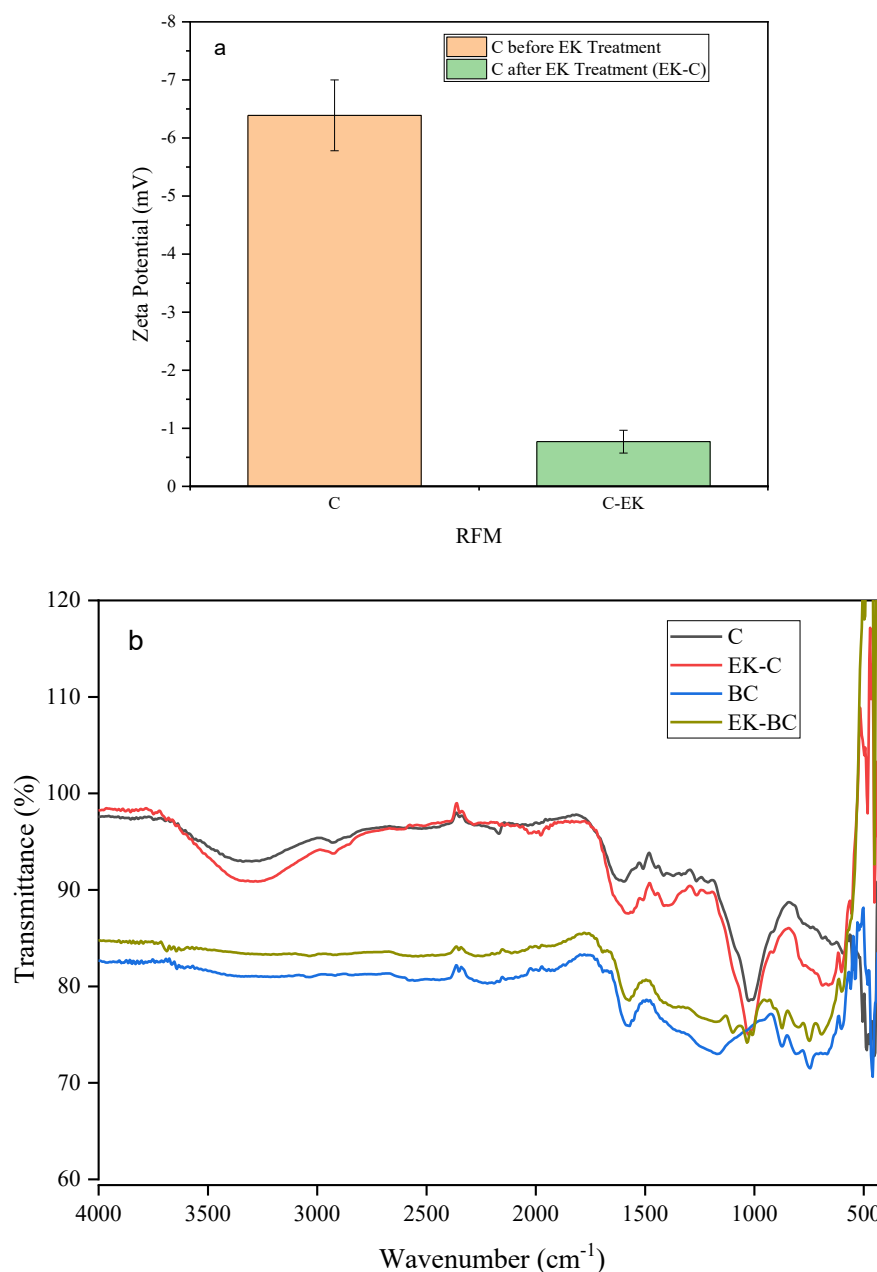 a
C before EK Treatment
C after EK Treatment (EK-C)
-8
-7
-6
-5
-4
-3
-2
-1
0
Zeta Potential (mV)
C
C-EK
RFM
b
C
EK-C
BC
EK-BC
120
110
100
90
80
70
60
Transmittance (%)
4000 3500 3000 2500 2000 1500 1000 500
Wavenumber (cm⁻¹)